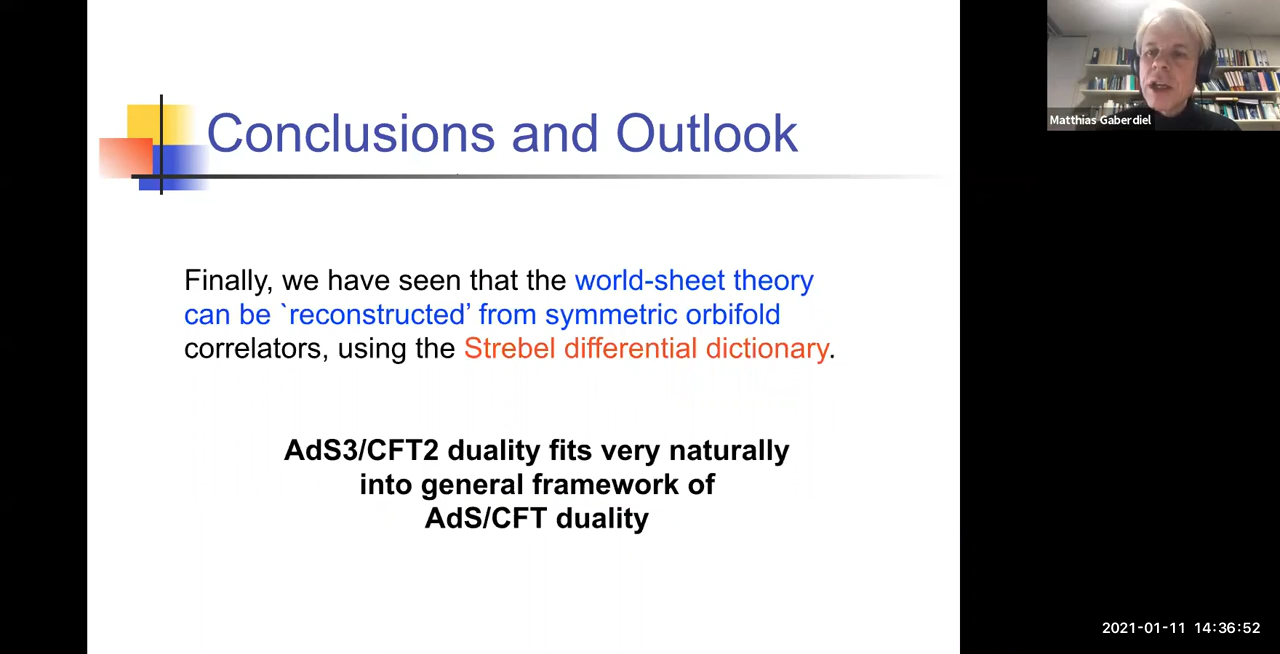 Conclusions and Outlook
Finally, we have seen that the world-sheet theory
can be `reconstructed' from symmetric orbifold
correlators, using the Strebel differential dictionary.
AdS3/CFT2 duality fits very naturally
into general framework of
AdS/CFT duality
Matthias Gaberdiel
2021-01-11 14:36:52